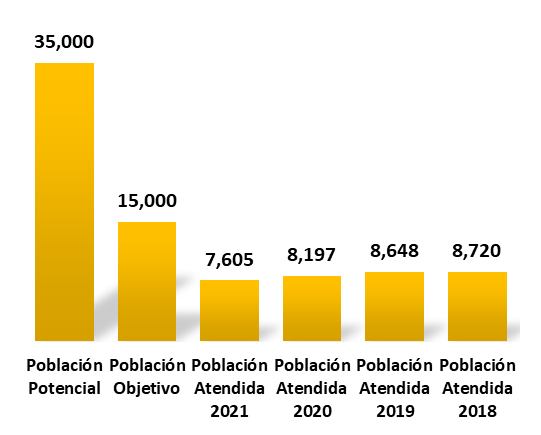 35,000
15,000
7,605
8,197
8,648
8,720
Población
Potencial
Población
Objetivo
Población
Atendida
2021
Población
Atendida
2020
Población
Atendida
2019
Población
Atendida
2018